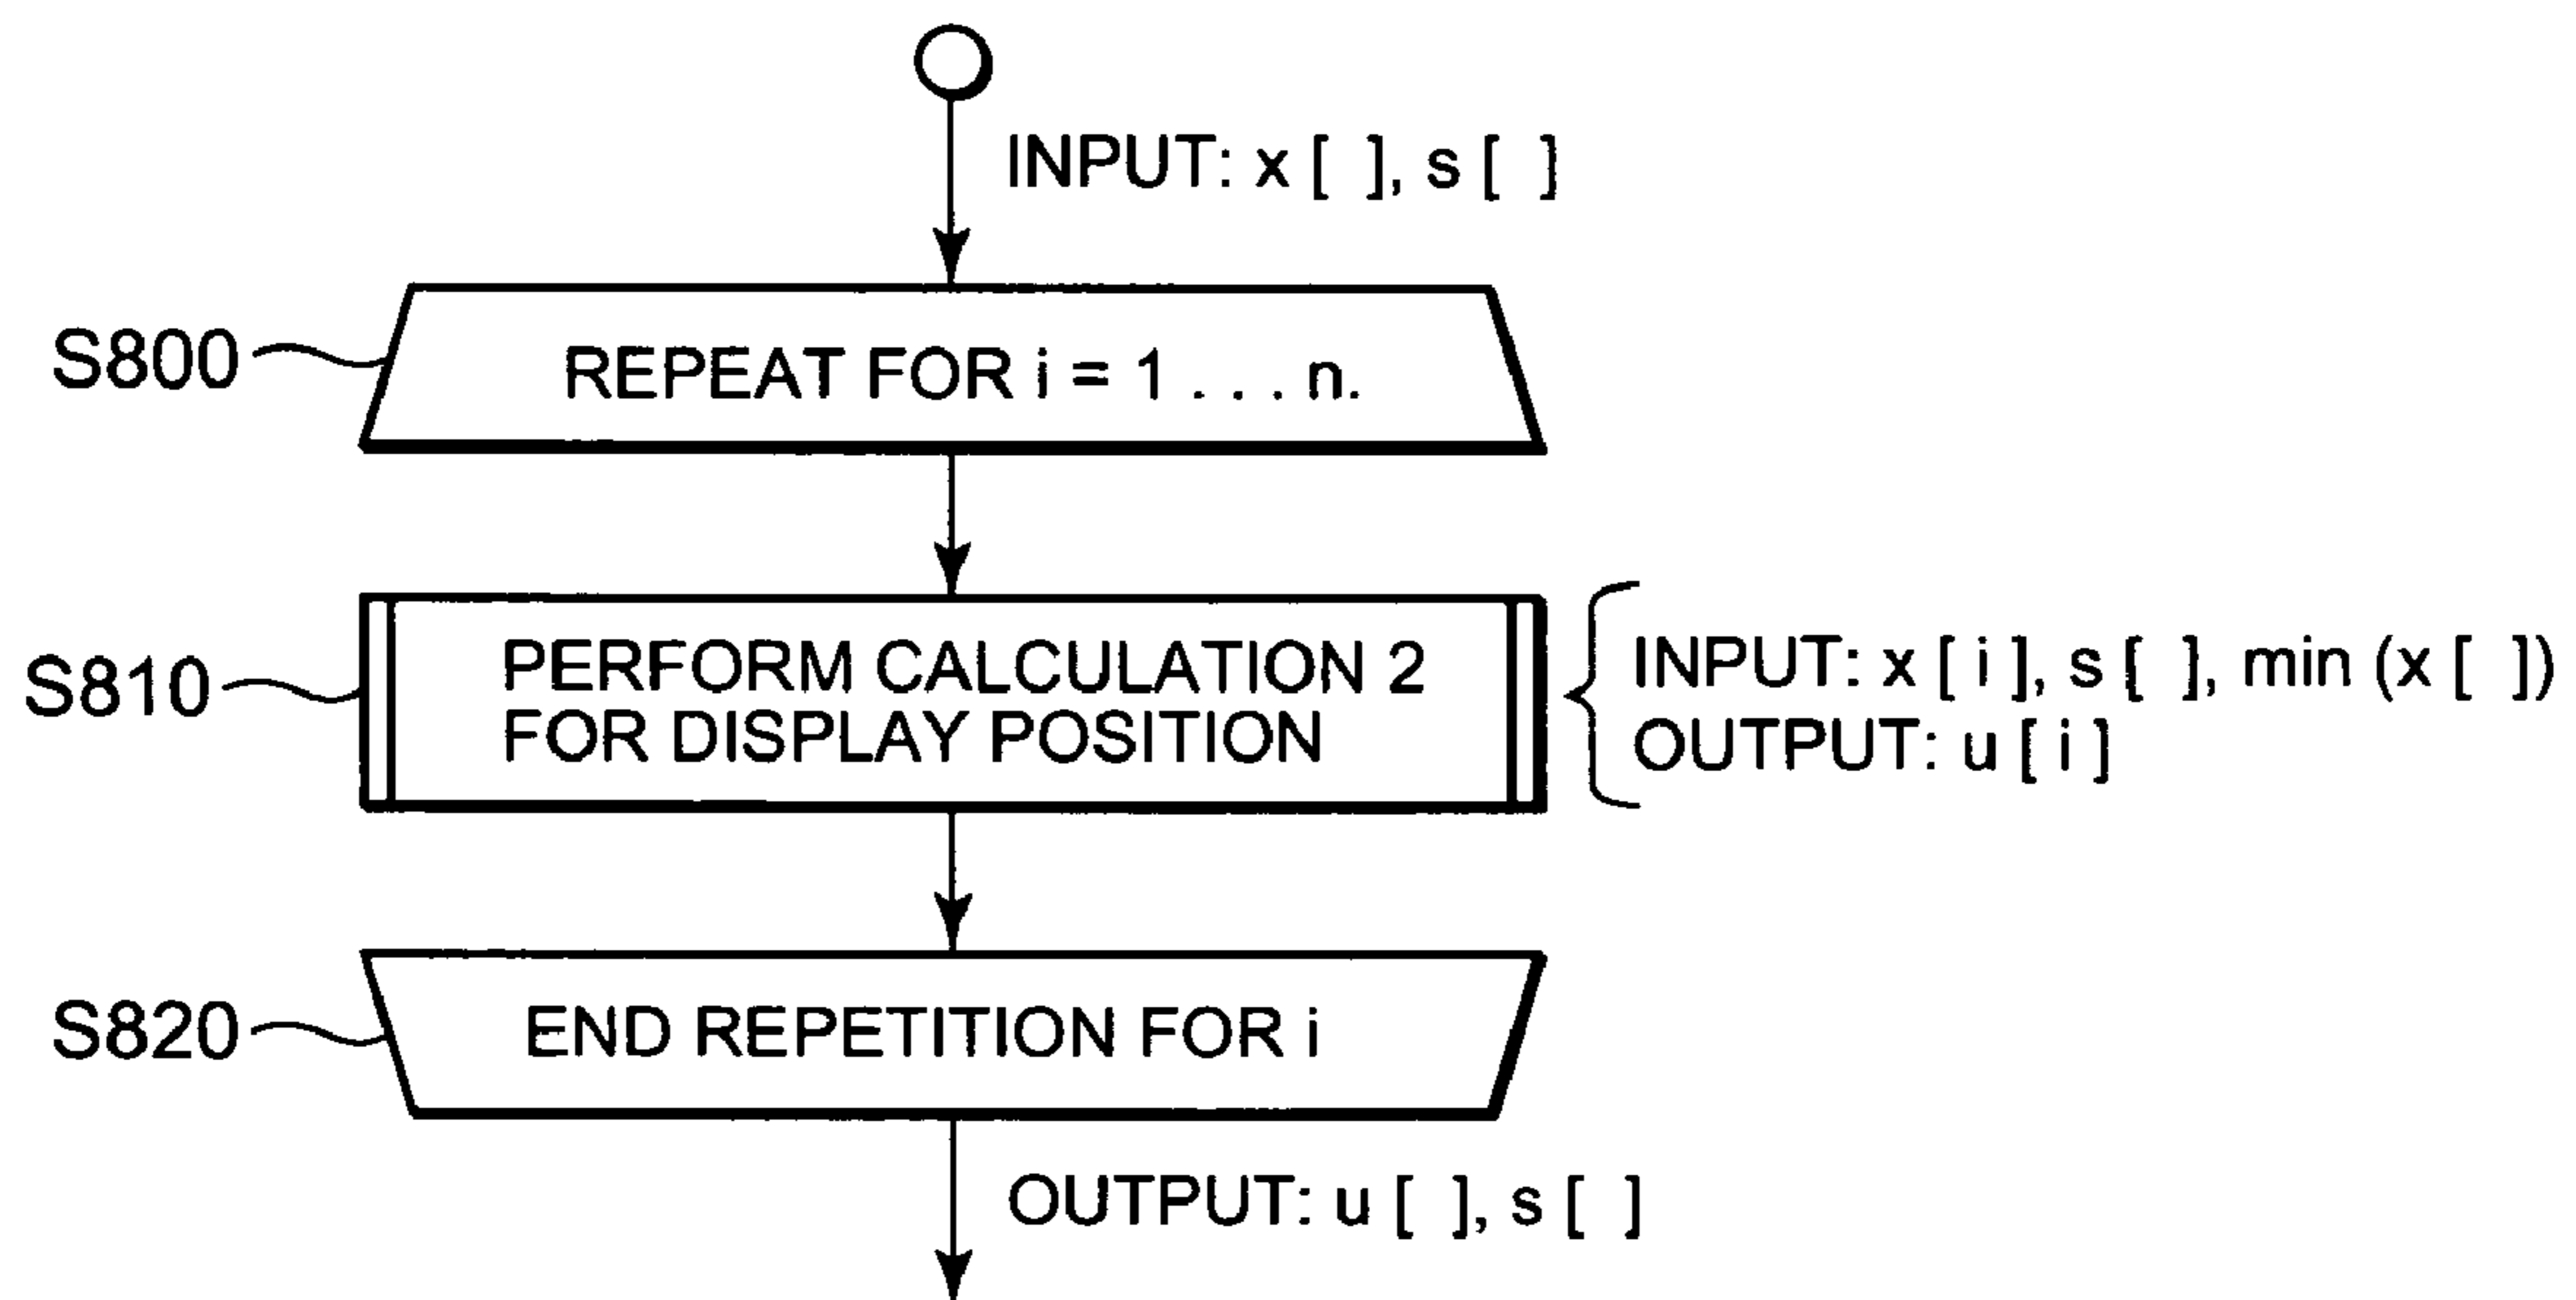 INPUT: x [ ], s [ ]
S800
REPEAT FOR i = 1 . . . n.
S810
PERFORM CALCULATION 2
FOR DISPLAY POSITION
INPUT: x [ i ], s [ ], min (x [ ])
OUTPUT: u [ i ]
S820
END REPETITION FOR i
OUTPUT: u [ ], s [ ]